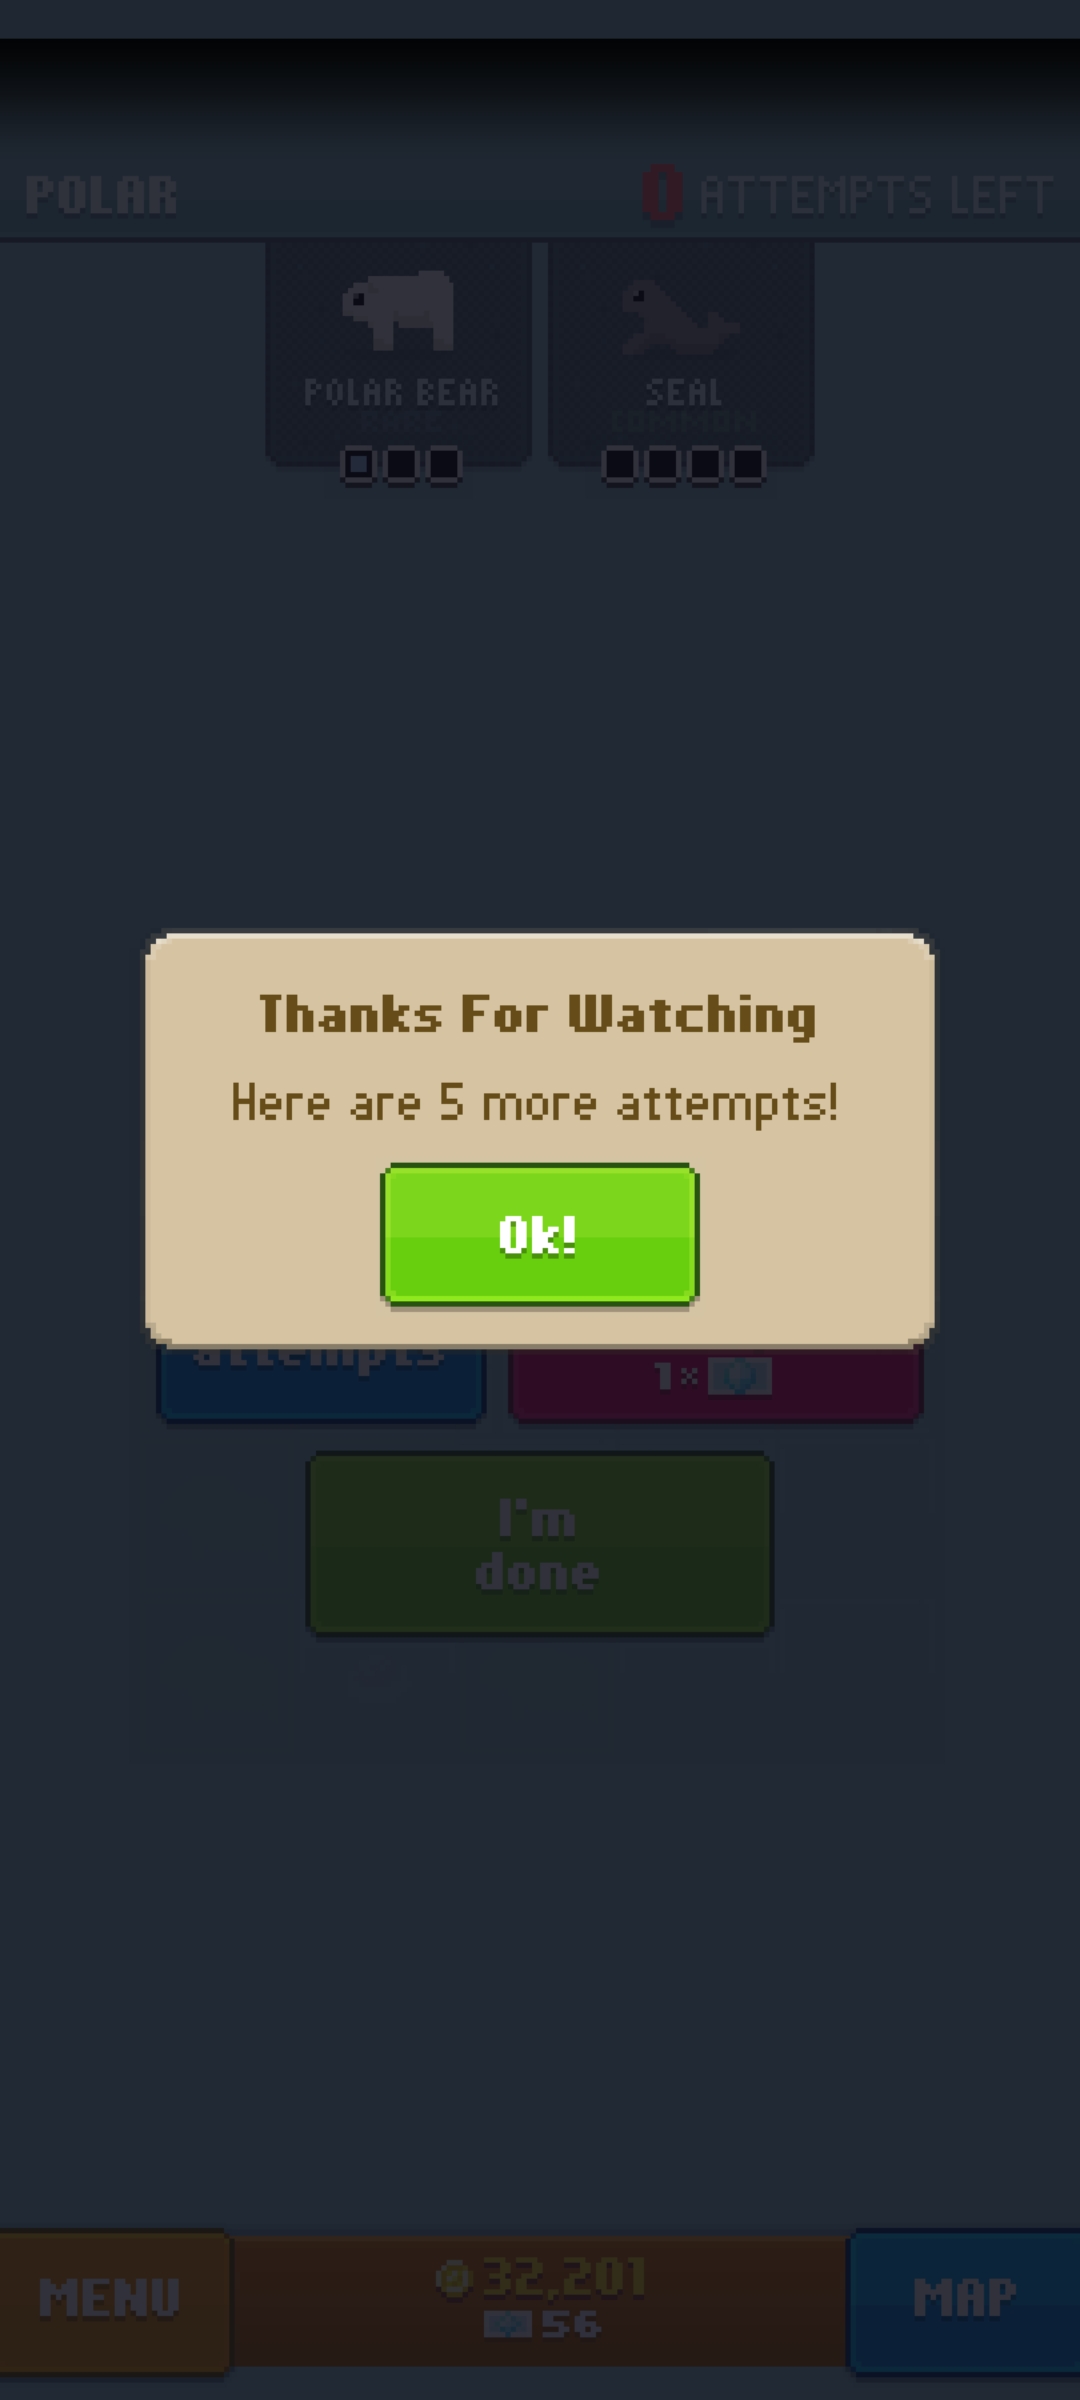 POLAR
0 ATTEMPTS LEFT
POLAR BEAR
RARE
SEAL
COMMON
Thanks For Watching
Here are 5 more attempts!
Ok!
attempts
1×
I'm
done
MENU
32,201
56
MAP